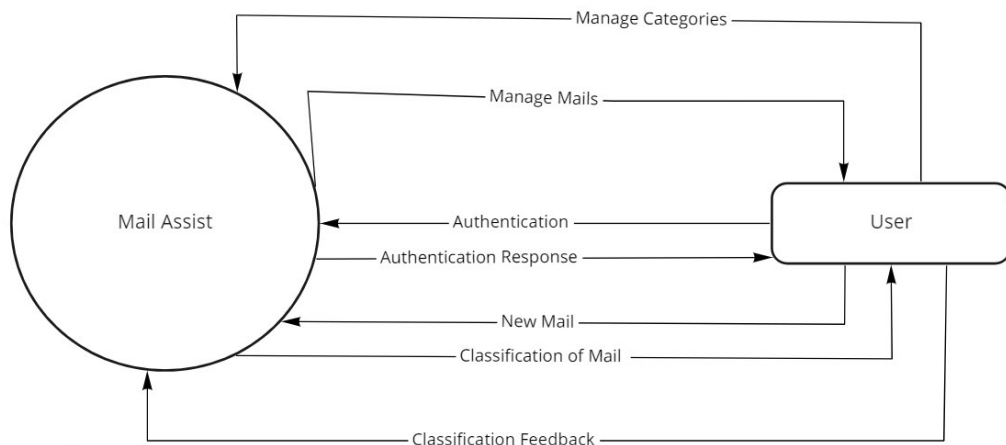 Manage Categories
Manage Mails
Mail Assist
Authentication
User
Authentication Response
New Mail
Classification of Mail
Classification Feedback